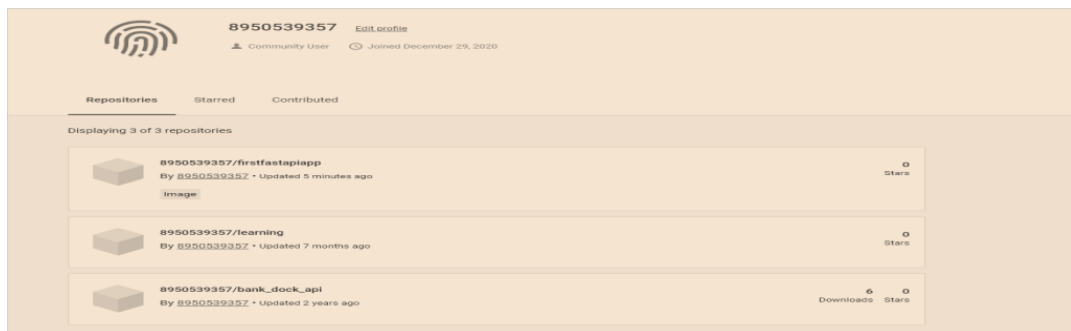 8950539357 Edit profile
Community User Joined December 29, 2020
Repositories Starred Contributed
Displaying 3 of 3 repositories
8950539357/firstfastapiapp
By 8950539357 • Updated 5 minutes ago
Image
0
Stars
8950539357/learning
By 8950539357 • Updated 7 months ago
0
Stars
8950539357/bank_dock_api
By 8950539357 • Updated 2 years ago
6 0
Downloads Stars